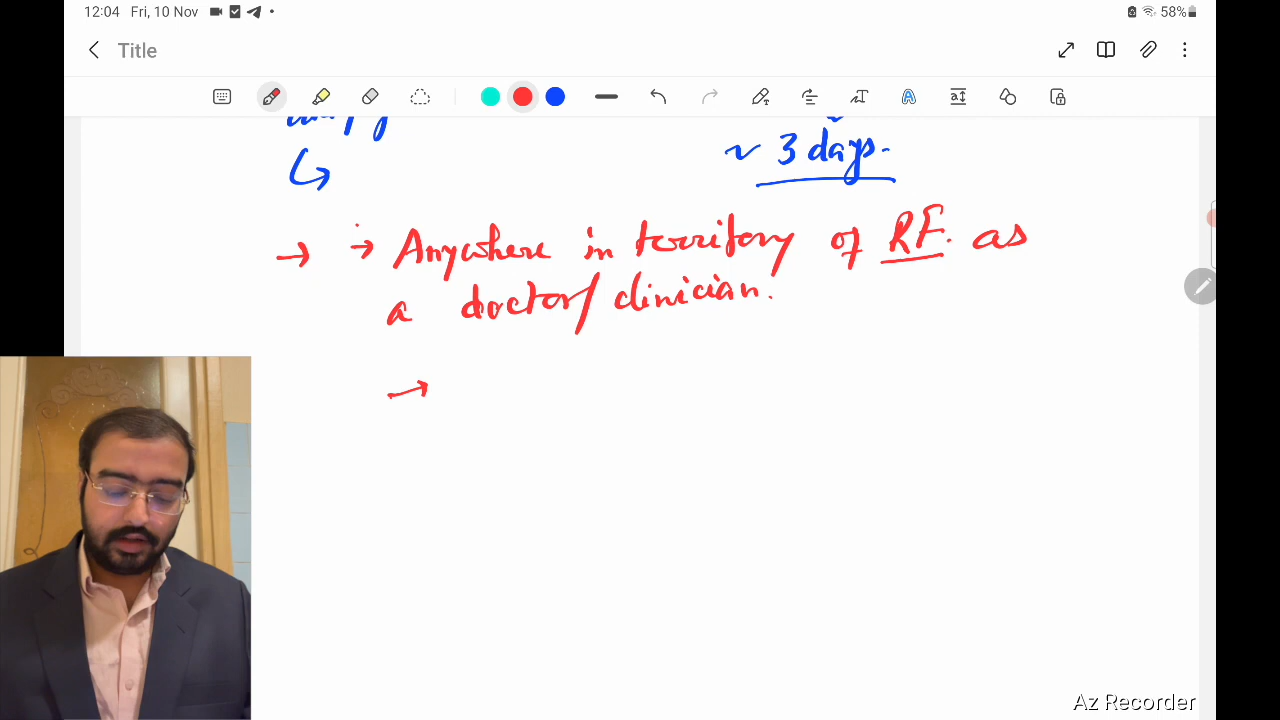 12:04 Fri, 10 Nov
58%
Title
~ 3 days.
→ → Anywhere in territory of RF. as
a doctor/clinician.
→
Az Recorder